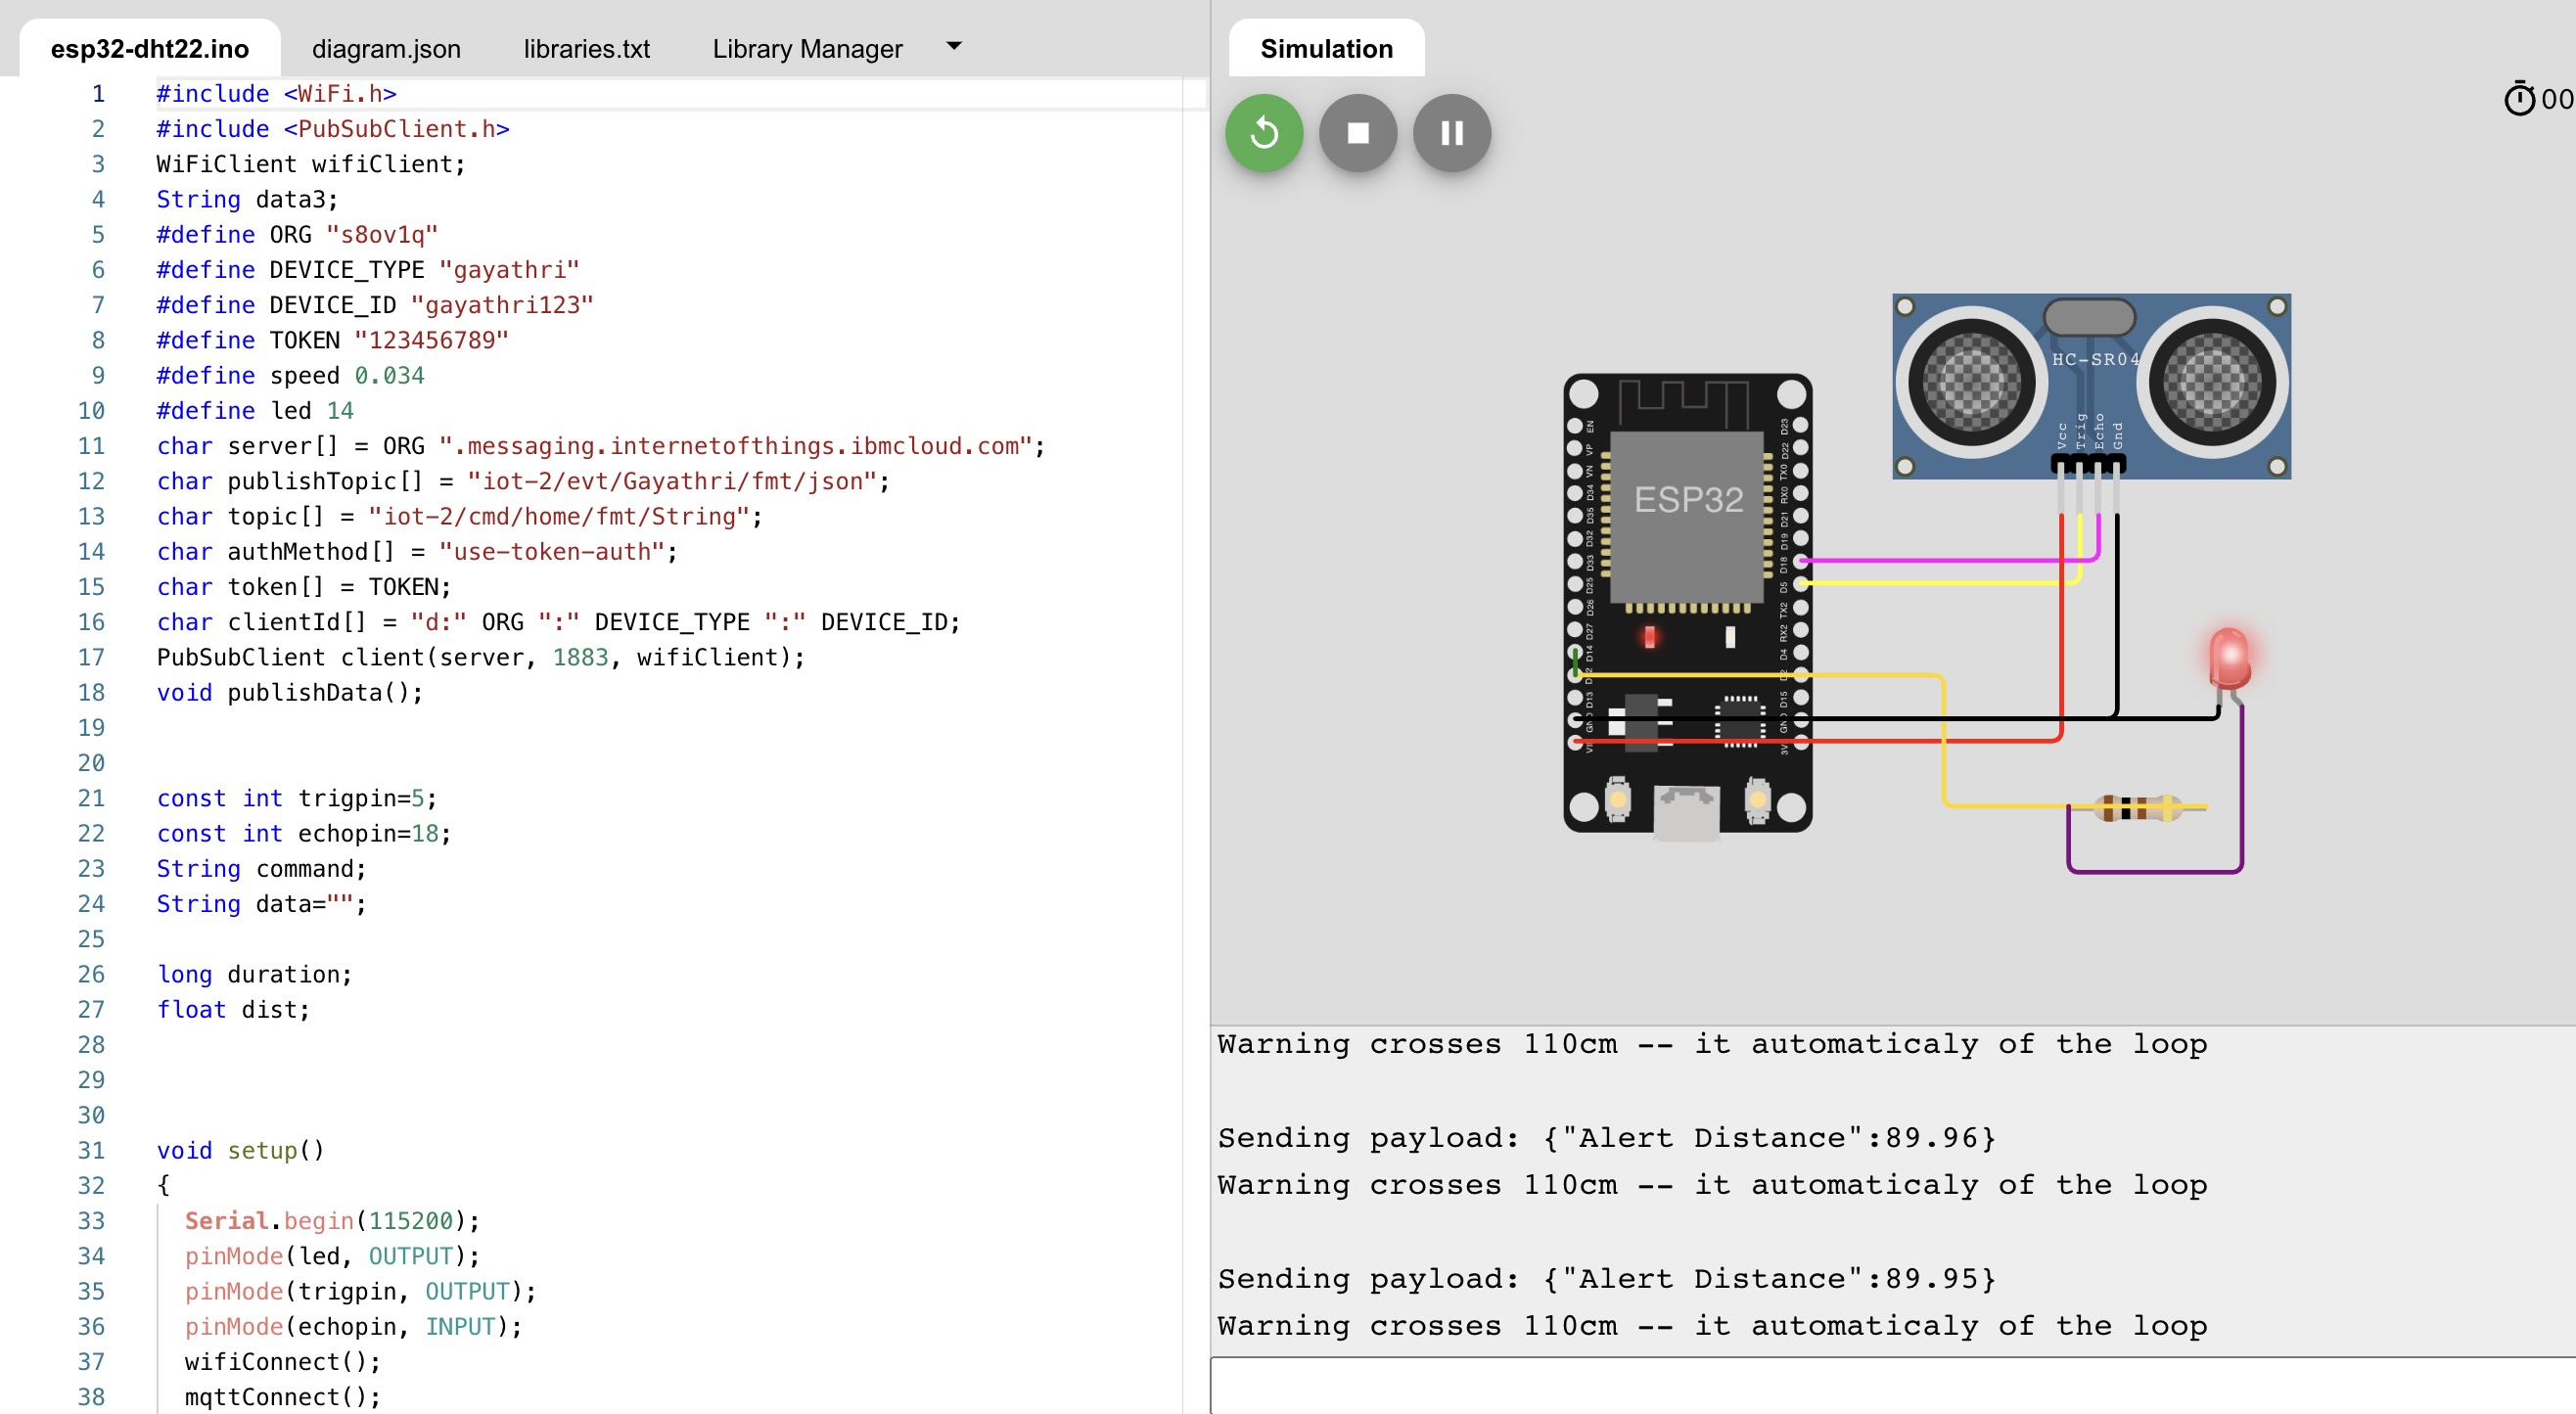 esp32-dht22.ino
diagram.json
libraries.txt
Library Manager
1 #include <WiFi.h>
2 #include <PubSubClient.h>
3 WiFiClient wifiClient;
4 String data3;
5 #define ORG "s8ov1q"
6 #define DEVICE_TYPE "gayathri"
7 #define DEVICE_ID "gayathri123"
8 #define TOKEN "123456789"
9 #define speed 0.034
10 #define led 14
11 char server[] = ORG ".messaging.internetofthings.ibmcloud.com";
12 char publishTopic[] = "iot-2/evt/Gayathri/fmt/json";
13 char topic[] = "iot-2/cmd/home/fmt/String";
14 char authMethod[] = "use-token-auth";
15 char token[] = TOKEN;
16 char clientId[] = "d:" ORG ":" DEVICE_TYPE ":" DEVICE_ID;
17 PubSubClient client(server, 1883, wifiClient);
18 void publishData();
19
20
21 const int trigpin=5;
22 const int echopin=18;
23 String command;
24 String data="";
25
26 long duration;
27 float dist;
28
29
30
31 void setup()
32 {
33 Serial.begin(115200);
34 pinMode(led, OUTPUT);
35 pinMode(trigpin, OUTPUT);
36 pinMode(echopin, INPUT);
37 wifiConnect();
38 mqttConnect();
Simulation
00
HC-SR04
Vcc
Trig
Echo
Gnd
ESP32
EN
VP
VN
D34
D35
D32
D33
D25
D26
D27
D14
D13
D23
D22
TX0
RX0
D21
D19
D18
D5
TX2
RX2
D4
D15
Warning crosses 110cm -- it automaticaly of the loop
Sending payload: {"Alert Distance":89.96}
Warning crosses 110cm -- it automaticaly of the loop
Sending payload: {"Alert Distance":89.95}
Warning crosses 110cm -- it automaticaly of the loop